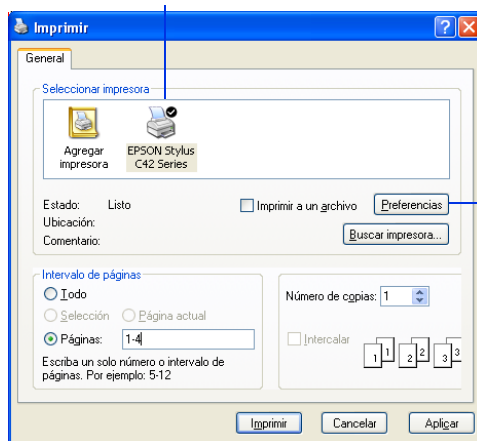 Imprimir
General
Seleccionar impresora
Agregar impresora
EPSON Stylus C42 Series
Estado: Listo
Imprimir a un archivo
Preferencias
Ubicación:
Comentario:
Buscar impresora...
Intervalo de páginas
Todo
Selección
Página actual
Páginas: 1-4
Escriba un solo número o intervalo de
páginas. Por ejemplo: 5-12
Número de copias: 1
Intercalar
1 1 2 2 3 3
Imprimir
Cancelar
Aplicar